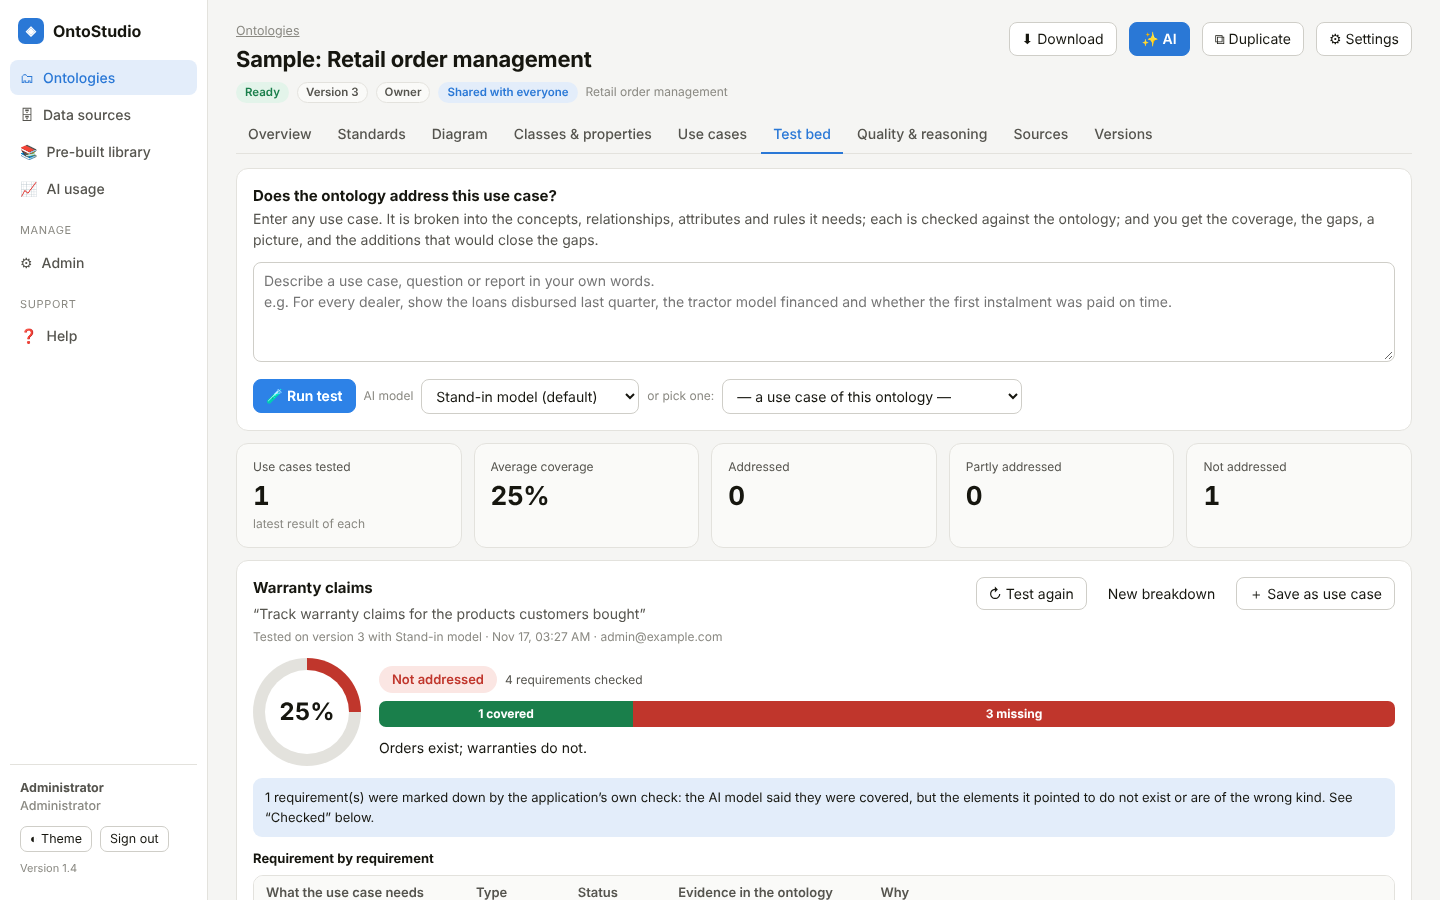 OntoStudio
Ontologies
Data sources
Pre-built library
AI usage
MANAGE
Admin
SUPPORT
Help
Administrator
Administrator
Theme
Sign out
Version 1.4
Ontologies
Sample: Retail order management
Download
AI
Duplicate
Settings
Ready
Version 3
Owner
Shared with everyone
Retail order management
Overview
Standards
Diagram
Classes & properties
Use cases
Test bed
Quality & reasoning
Sources
Versions
Does the ontology address this use case?
Enter any use case. It is broken into the concepts, relationships, attributes and rules it needs; each is checked against the ontology; and you get the coverage, the gaps, a
picture, and the additions that would close the gaps.
Describe a use case, question or report in your own words.
e.g. For every dealer, show the loans disbursed last quarter, the tractor model financed and whether the first instalment was paid on time.
Run test
AI model
Stand-in model (default)
or pick one:
— a use case of this ontology —
Use cases tested
1
latest result of each
Average coverage
25%
Addressed
0
Partly addressed
0
Not addressed
1
Warranty claims
↻ Test again
New breakdown
+ Save as use case
“Track warranty claims for the products customers bought”
Tested on version 3 with Stand-in model · Nov 17, 03:27 AM · admin@example.com
25%
Not addressed
4 requirements checked
1 covered
3 missing
Orders exist; warranties do not.
1 requirement(s) were marked down by the application’s own check: the AI model said they were covered, but the elements it pointed to do not exist or are of the wrong kind. See
“Checked” below.
Requirement by requirement
What the use case needs
Type
Status
Evidence in the ontology
Why